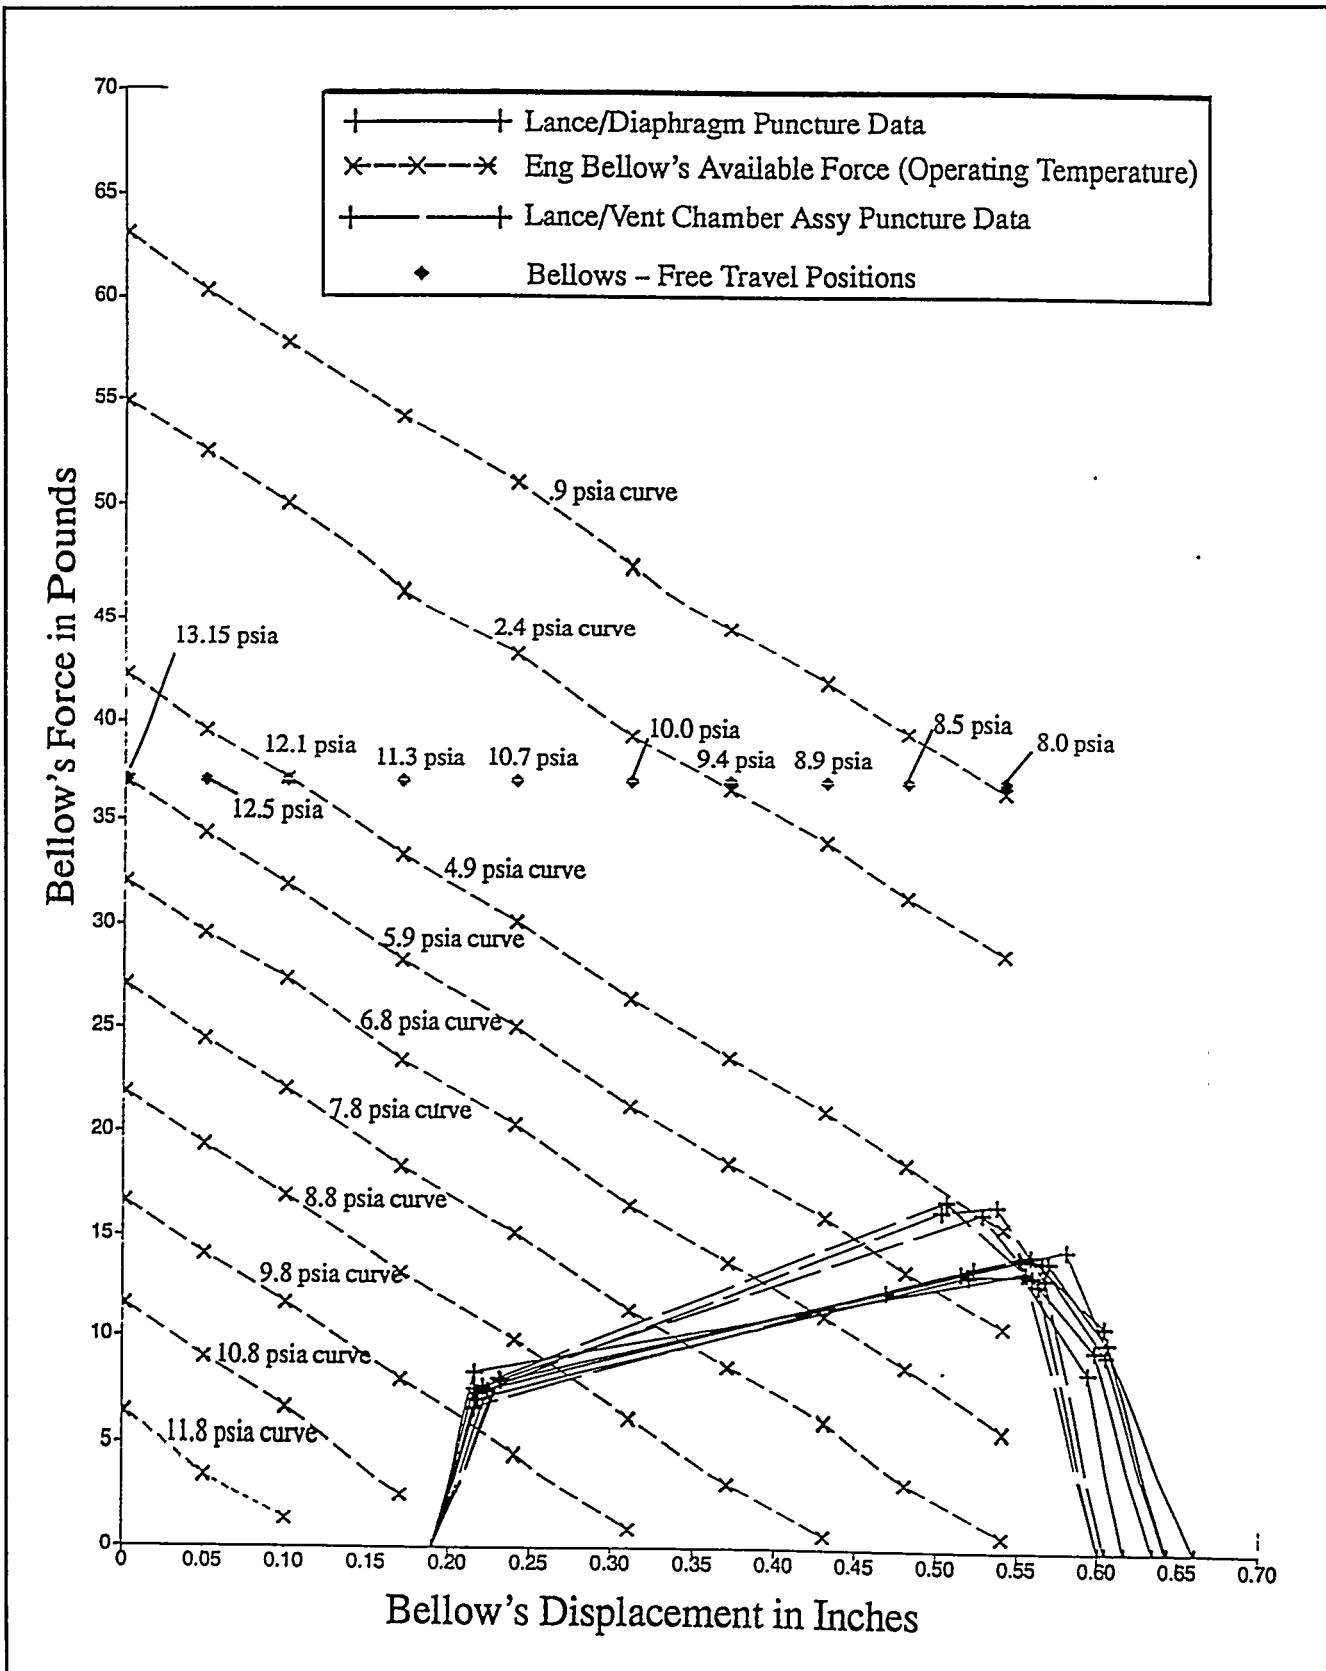 Lance/Diaphragm Puncture Data
Eng Bellow's Available Force (Operating Temperature)
Lance/Vent Chamber Assy Puncture Data
Bellows – Free Travel Positions
Bellow's Force in Pounds
70
65
60
55
50
45
40
35
30
25
20
15
10
5
0
.9 psia curve
2.4 psia curve
13.15 psia
12.1 psia
11.3 psia
10.7 psia
10.0 psia
9.4 psia
8.9 psia
8.5 psia
8.0 psia
12.5 psia
4.9 psia curve
5.9 psia curve
6.8 psia curve
7.8 psia curve
8.8 psia curve
9.8 psia curve
10.8 psia curve
11.8 psia curve
0 0.05 0.10 0.15 0.20 0.25 0.30 0.35 0.40 0.45 0.50 0.55 0.60 0.65 0.70
Bellow's Displacement in Inches